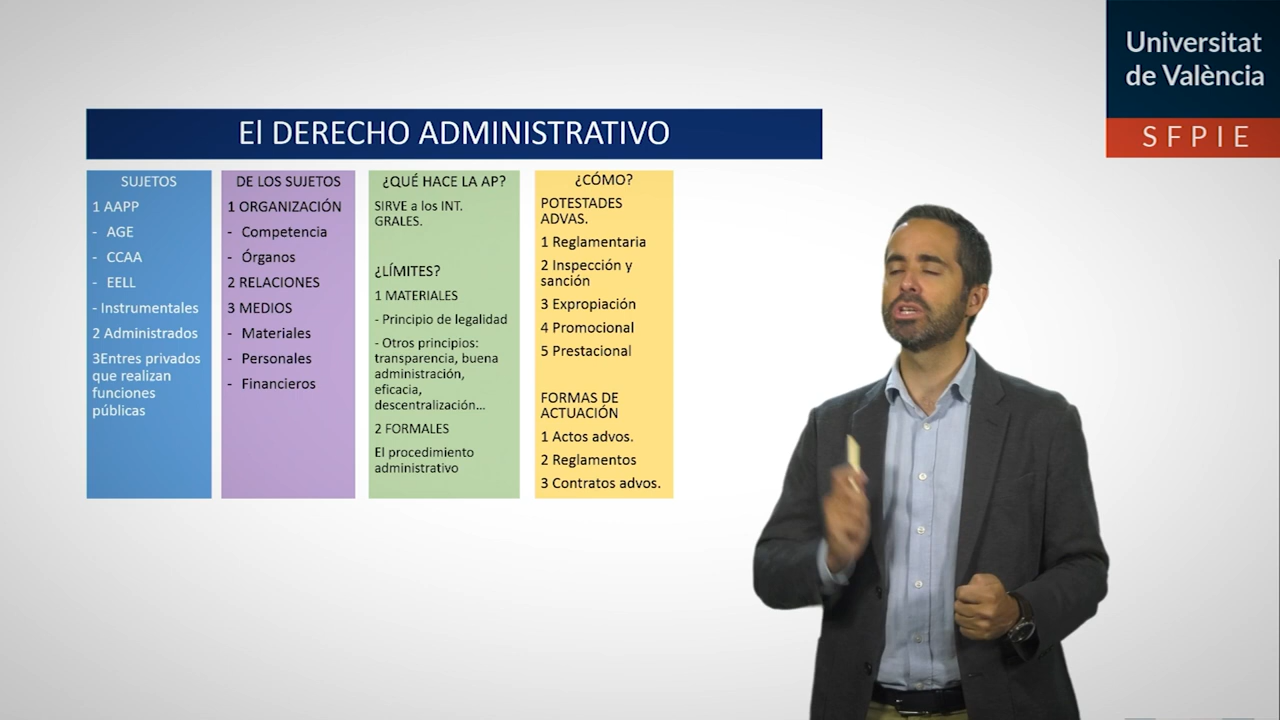 Universitat
de València
SFPIE
El DERECHO ADMINISTRATIVO
SUJETOS
1 AAPP
- AGE
- CCAA
- EELL
- Instrumentales
2 Administrados
3Entres privados
que realizan
funciones
públicas
DE LOS SUJETOS
1 ORGANIZACIÓN
- Competencia
- Órganos
2 RELACIONES
3 MEDIOS
- Materiales
- Personales
- Financieros
¿QUÉ HACE LA AP?
SIRVE a los INT.
GRALES.
¿LÍMITES?
1 MATERIALES
- Principio de legalidad
- Otros principios:
transparencia, buena
administración,
eficacia,
descentralización...
2 FORMALES
El procedimiento
administrativo
¿CÓMO?
POTESTADES
ADVAS.
1 Reglamentaria
2 Inspección y
sanción
3 Expropiación
4 Promocional
5 Prestacional
FORMAS DE
ACTUACIÓN
1 Actos advos.
2 Reglamentos
3 Contratos advos.